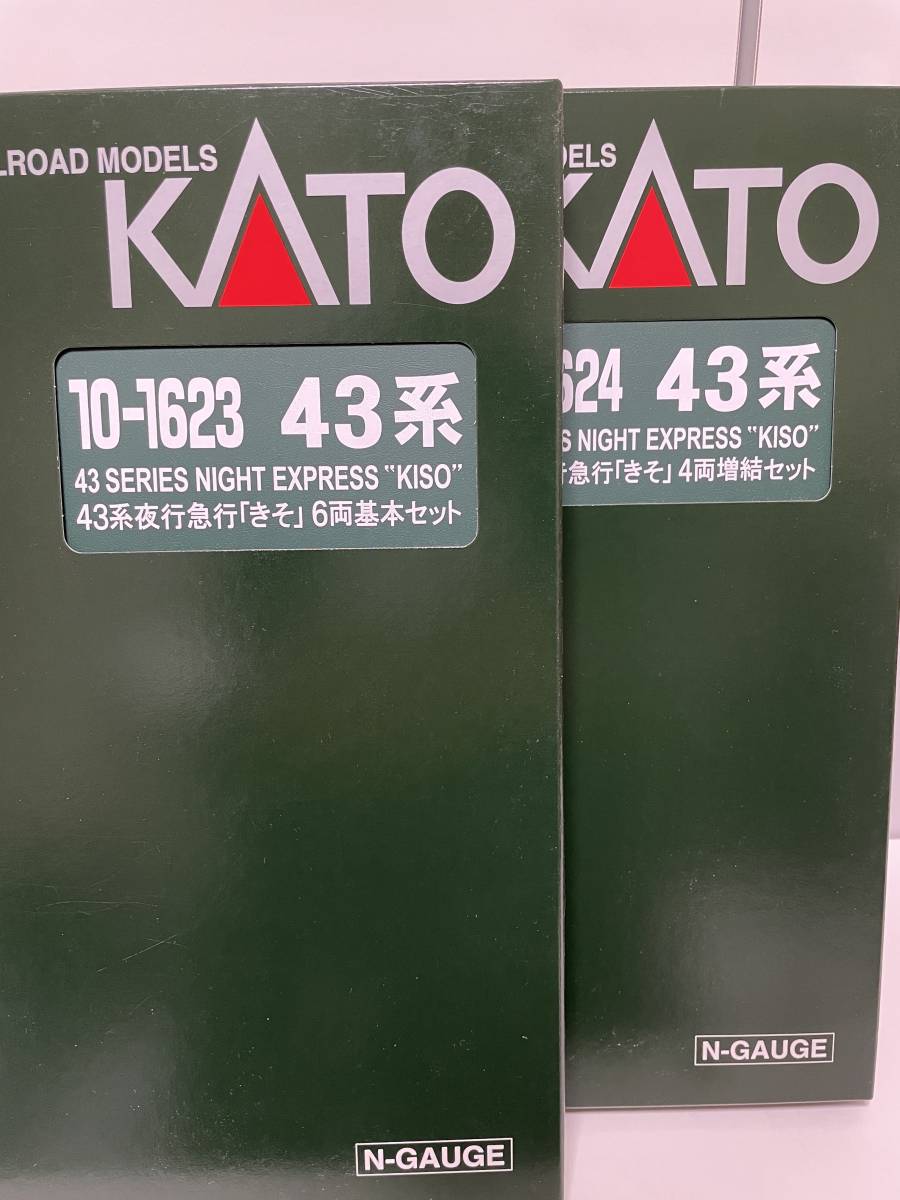 LROAD MODELS
KATO
10-1623 43系
43 SERIES NIGHT EXPRESS "KISO"
43系夜行急行「きそ」6両基本セット
N-GAUGE
DELS
KATO
624 43系
S NIGHT EXPRESS "KISO"
急行「きそ」4両増結セット
N-GAUGE